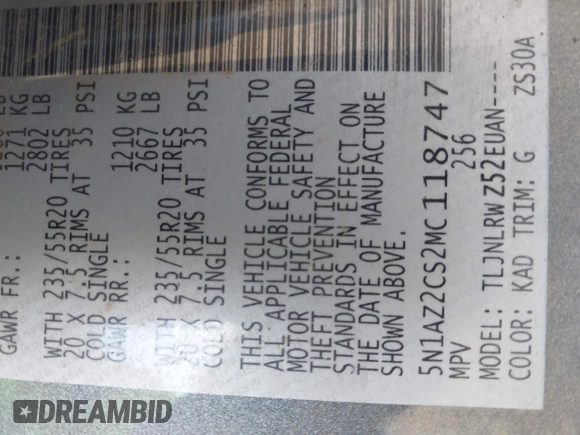 GAWR FR.: 1271 KG
2802 LB
WITH 235/55R20 TIRES
20 X 7.5 RIMS AT 35 PSI
COLD SINGLE
GAWR RR.: 1210 KG
2667 LB
WITH 235/55R20 TIRES
20 X 7.5 RIMS AT 35 PSI
COLD SINGLE
THIS VEHICLE CONFORMS TO
ALL APPLICABLE FEDERAL
MOTOR VEHICLE SAFETY AND
THEFT PREVENTION
STANDARDS IN EFFECT ON
THE DATE OF MANUFACTURE
SHOWN ABOVE.
5N1AZ2CS2MC118747
MPV 256
MODEL: TLJNLRW Z52EUAN----
COLOR: KAD TRIM: G ZS30A
DREAMBID